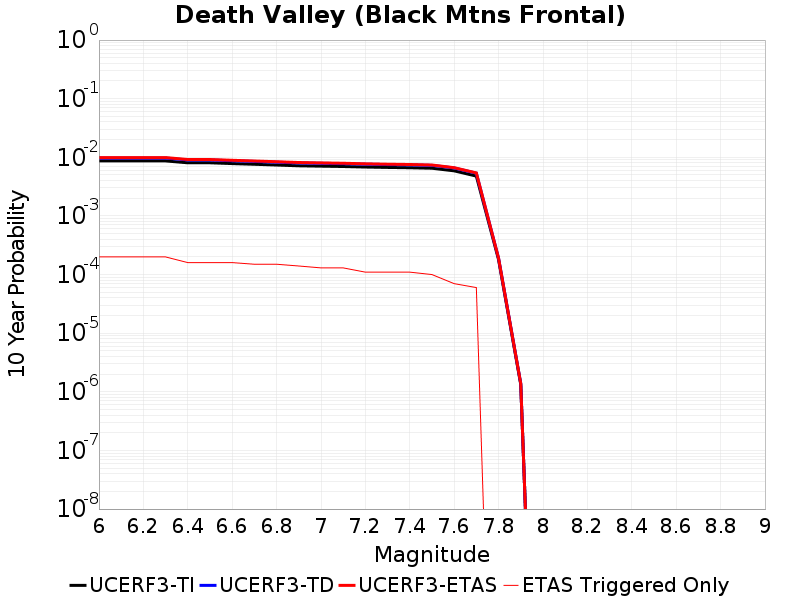 Death Valley (Black Mtns Frontal)
10^0
10^-1
10^-2
10^-3
10^-4
10^-5
10^-6
10^-7
10^-8
10 Year Probability
6 6.2 6.4 6.6 6.8 7 7.2 7.4 7.6 7.8 8 8.2 8.4 8.6 8.8 9
Magnitude
UCERF3-TI UCERF3-TD UCERF3-ETAS ETAS Triggered Only